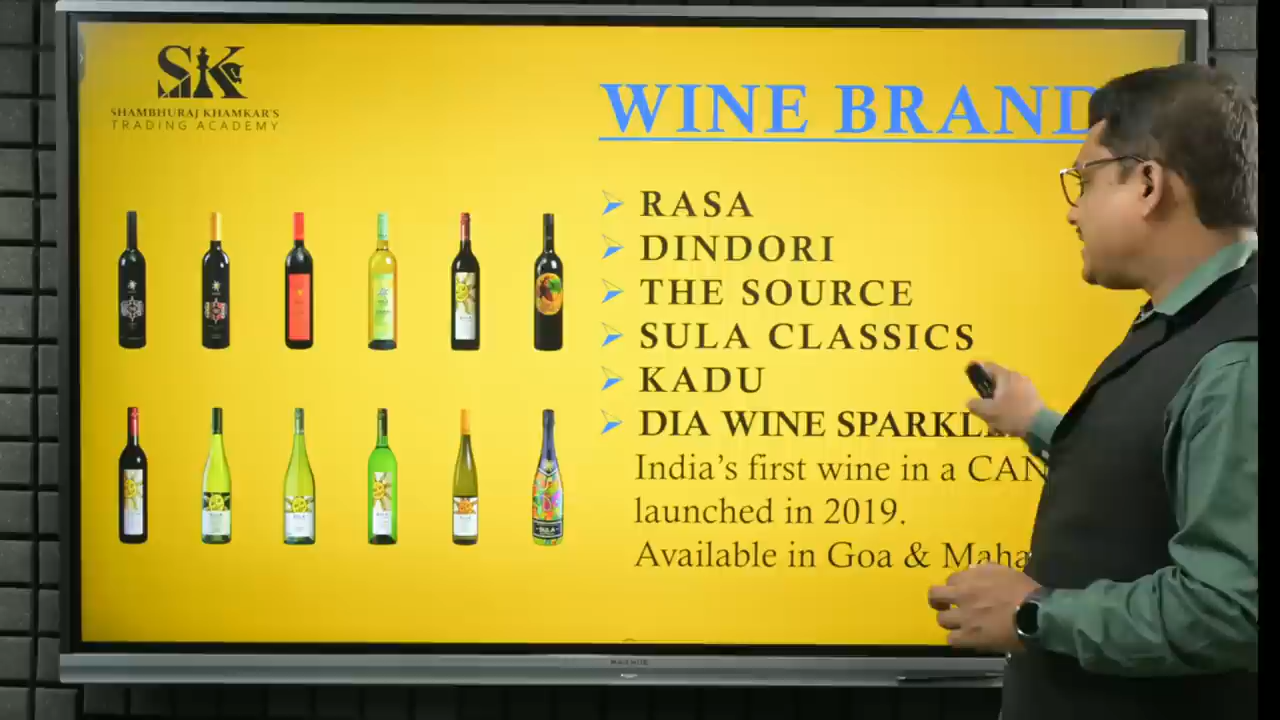 SK
SHAMBHURAJ KHAMKAR'S
TRADING ACADEMY
WINE BRAND
RASA
DINDORI
THE SOURCE
SULA CLASSICS
KADU
DIA WINE
India's first wine in a CAN
launched in 2019.
Available in Goa &